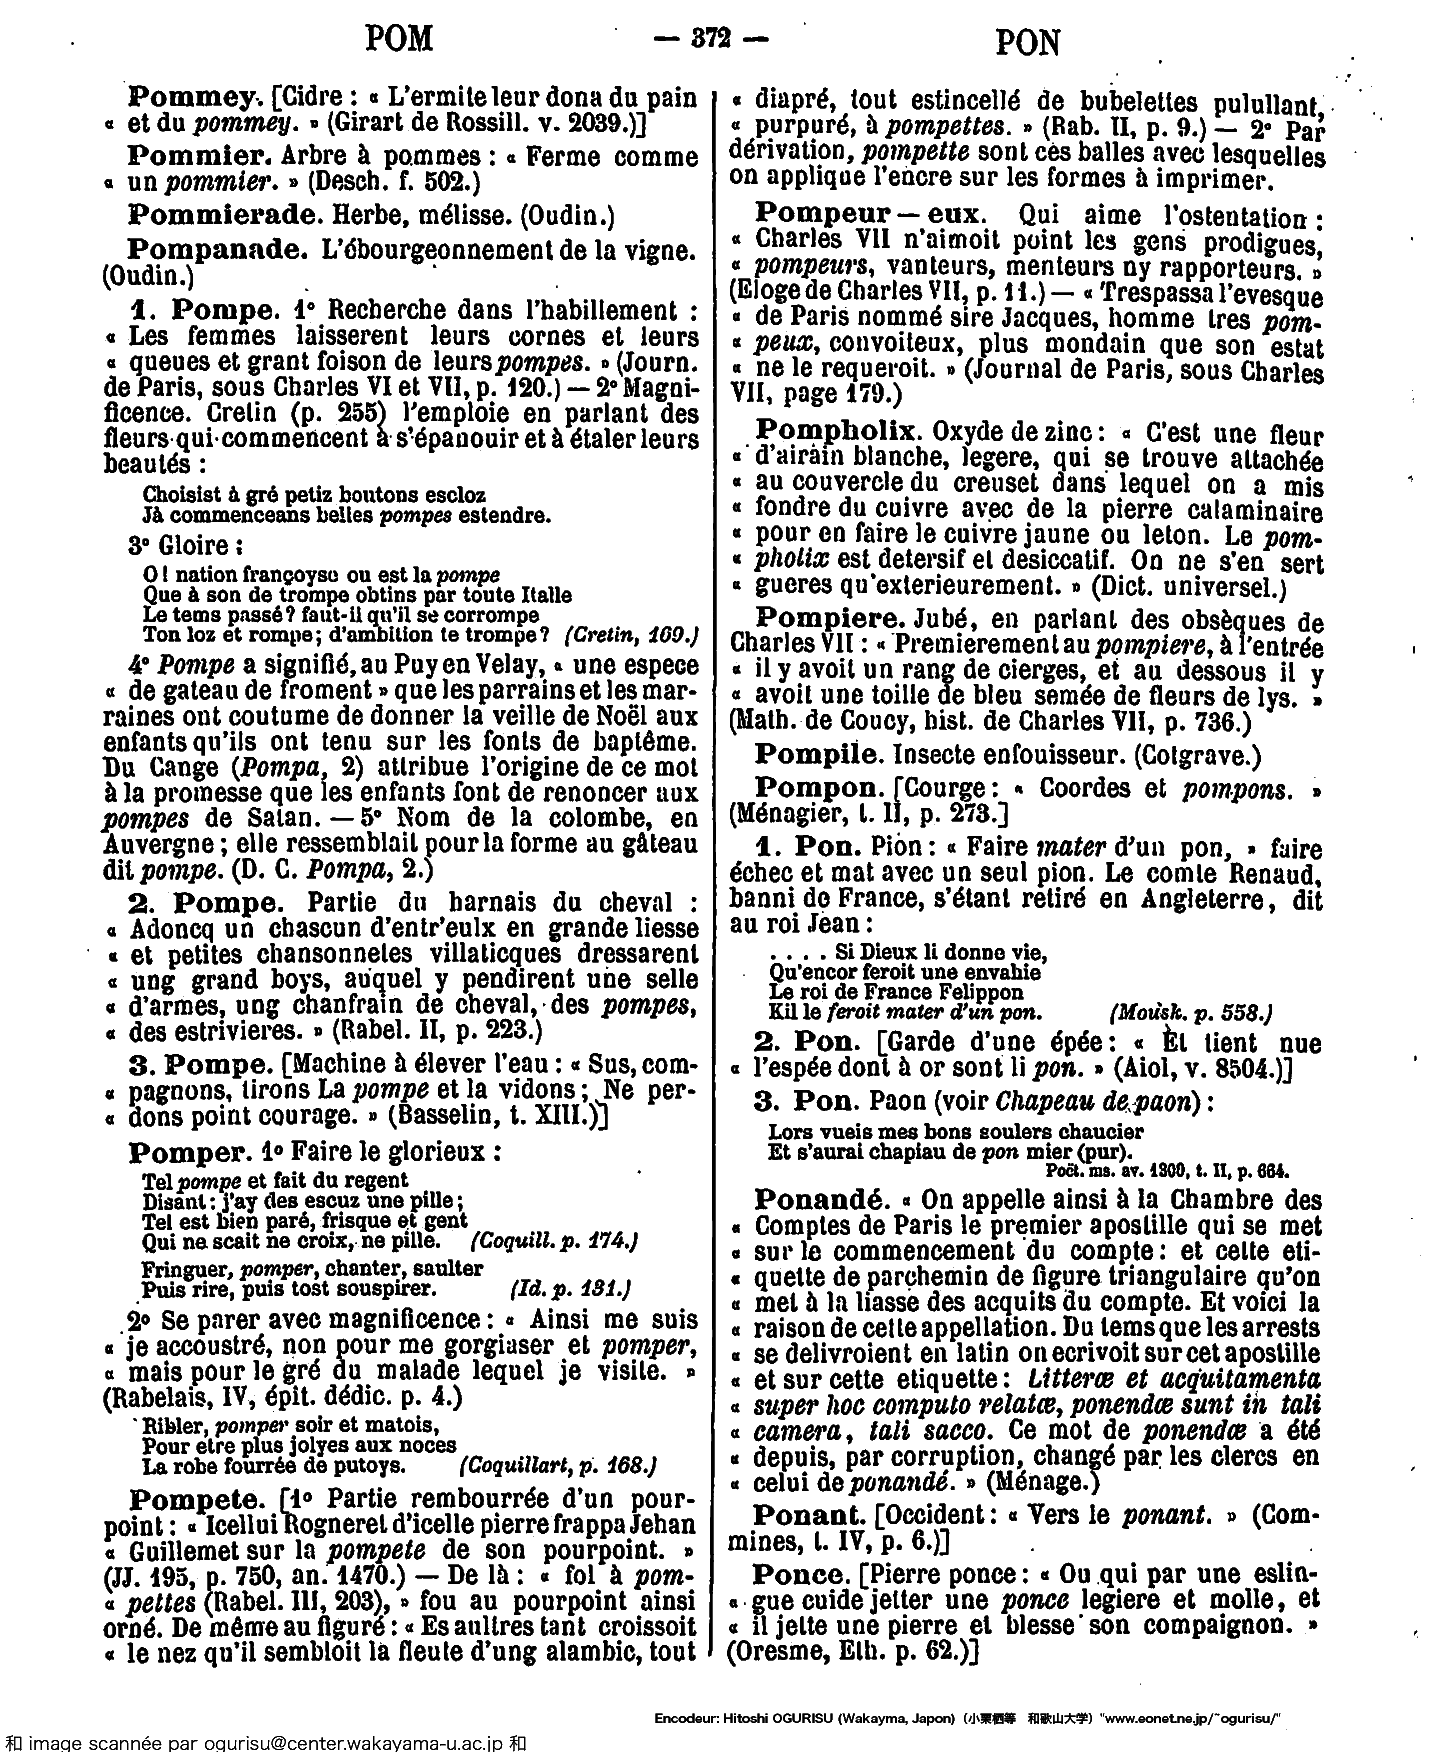 POM
— 372 —
PON
Pommey. [Cidre : « L'ermite leur dona du pain
« et du pommey. » (Girart de Rossill. v. 2039.)]
Pommier. Arbre à pommes : « Ferme comme
« un pommier. » (Desch. f. 502.)
Pommierade. Herbe, mélisse. (Oudin.)
Pompanade. L'ébourgeonnement de la vigne.
(Oudin.)
1. Pompe. 1° Recherche dans l'habillement :
« Les femmes laisserent leurs cornes et leurs
« queues et grant foison de leurs pompes. » (Journ.
de Paris, sous Charles VI et VII, p. 120.) — 2° Magni-
ficence. Cretin (p. 255) l'emploie en parlant des
fleurs qui commencent à s'épanouir et à étaler leurs
beautés :
Choisist à gré petiz boutons escloz
Jà commenceans belles pompes estendre.
3° Gloire :
O ! nation françoyse ou est la pompe
Que à son de trompe obtins par toute Italle
Le tems passé ? faut-il qu'il se corrompe
Ton loz et rompe ; d'ambition te trompe ? (Cretin, 169.)
4° Pompe a signifié, au Puy en Velay, « une espece
« de gateau de froment » que les parrains et les mar-
raines ont coutume de donner la veille de Noël aux
enfants qu'ils ont tenu sur les fonts de baptême.
Du Cange (Pompa, 2) attribue l'origine de ce mot
à la promesse que les enfants font de renoncer aux
pompes de Satan. — 5° Nom de la colombe, en
Auvergne ; elle ressemblait pour la forme au gâteau
dit pompe. (D. C. Pompa, 2.)
2. Pompe. Partie du harnais du cheval :
« Adoncq un chascun d'entr'eulx en grande liesse
« et petites chansonnetes villaticques dressarent
« ung grand boys, auquel y pendirent une selle
« d'armes, ung chanfrain de cheval, des pompes,
« des estrivieres. » (Rabel. II, p. 223.)
3. Pompe. [Machine à élever l'eau : « Sus, com-
« pagnons, tirons La pompe et la vidons ; Ne per-
« dons point courage. » (Basselin, t. XIII.)]
Pomper. 1° Faire le glorieux :
Tel pompe et fait du regent
Disant : j'ay des escuz une pille ;
Tel est bien paré, frisque et gent
Qui ne scait ne croix, ne pille. (Coquill. p. 174.)
Fringuer, pomper, chanter, saulter
Puis rire, puis tost souspirer. (Id. p. 131.)
2° Se parer avec magnificence : « Ainsi me suis
« je accoustré, non pour me gorgiaser et pomper,
« mais pour le gré du malade lequel je visite. »
(Rabelais, IV, épit. dédic. p. 4.)
Ribler, pomper soir et matois,
Pour etre plus jolyes aux noces
La robe fourrée de putoys. (Coquillart, p. 168.)
Pompete. [1° Partie rembourrée d'un pour-
point : « Icellui Rogneret d'icelle pierre frappa Jehan
« Guillemet sur la pompete de son pourpoint. »
(JJ. 195, p. 750, an. 1470.) — De là : « fol à pom-
« pettes (Rabel. III, 203), » fou au pourpoint ainsi
orné. De même au figuré : « Es aultres tant croissoit
« le nez qu'il sembloit la fleute d'ung alambic, tout
« diapré, tout estincellé de bubelettes pulullant,
« purpuré, à pompettes. » (Rab. II, p. 9.) — 2° Par
dérivation, pompette sont ces balles avec lesquelles
on applique l'encre sur les formes à imprimer.
Pompeur — eux. Qui aime l'ostentation :
« Charles VII n'aimoit point les gens prodigues,
« pompeurs, vanteurs, menteurs ny rapporteurs. »
(Eloge de Charles VII, p. 11.) — « Trespassa l'evesque
« de Paris nommé sire Jacques, homme tres pom-
« peux, convoiteux, plus mondain que son estat
« ne le requeroit. » (Journal de Paris, sous Charles
VII, page 179.)
Pompholix. Oxyde de zinc : « C'est une fleur
« d'airain blanche, legere, qui se trouve attachée
« au couvercle du creuset dans lequel on a mis
« fondre du cuivre avec de la pierre calaminaire
« pour en faire le cuivre jaune ou leton. Le pom-
« pholix est detersif et desiccatif. On ne s'en sert
« gueres qu'exterieurement. » (Dict. universel.)
Pompiere. Jubé, en parlant des obsèques de
Charles VII : « Premierement au pompiere, à l'entrée
« il y avoit un rang de cierges, et au dessous il y
« avoit une toille de bleu semée de fleurs de lys. »
(Math. de Coucy, hist. de Charles VII, p. 736.)
Pompile. Insecte enfouisseur. (Cotgrave.)
Pompon. [Courge : « Coordes et pompons. »
(Ménagier, t. II, p. 273.]
1. Pon. Pion : « Faire mater d'un pon, » faire
échec et mat avec un seul pion. Le comte Renaud,
banni de France, s'étant retiré en Angleterre, dit
au roi Jean :
. . . . Si Dieux li donne vie,
Qu'encor feroit une envahie
Le roi de France Felippon
Kil le feroit mater d'un pon. (Mousk. p. 558.)
2. Pon. [Garde d'une épée : « Et tient nue
« l'espée dont à or sont li pon. » (Aiol, v. 8504.)]
3. Pon. Paon (voir Chapeau de paon) :
Lors vueis mes bons soulers chaucier
Et s'aurai chapiau de pon mier (pur).
Poët. ms. av. 1300, t. II, p. 664.
Ponandé. « On appelle ainsi à la Chambre des
« Comptes de Paris le premier apostille qui se met
« sur le commencement du compte : et cette eti-
« quette de parchemin de figure triangulaire qu'on
« met à la liasse des acquits du compte. Et voici la
« raison de cette appellation. Du tems que les arrests
« se delivroient en latin on ecrivoit sur cet apostille
« et sur cette etiquette : Litteræ et acquitamenta
« super hoc computo relatæ, ponendæ sunt in tali
« camera, tali sacco. Ce mot de ponendæ a été
« depuis, par corruption, changé par les clercs en
« celui de ponandé. » (Ménage.)
Ponant. [Occident : « Vers le ponant. » (Com-
mines, t. IV, p. 6.)]
Ponce. [Pierre ponce : « Ou qui par une eslin-
« gue cuide jetter une ponce legiere et molle, et
« il jette une pierre et blesse son compaignon. »
(Oresme, Eth. p. 62.)]
Encodeur: Hitoshi OGURISU (Wakayma, Japon) (小栗栖等 和歌山大学) "www.eonet.ne.jp/~ogurisu/"
和 image scannée par ogurisu@center.wakayama-u.ac.jp 和